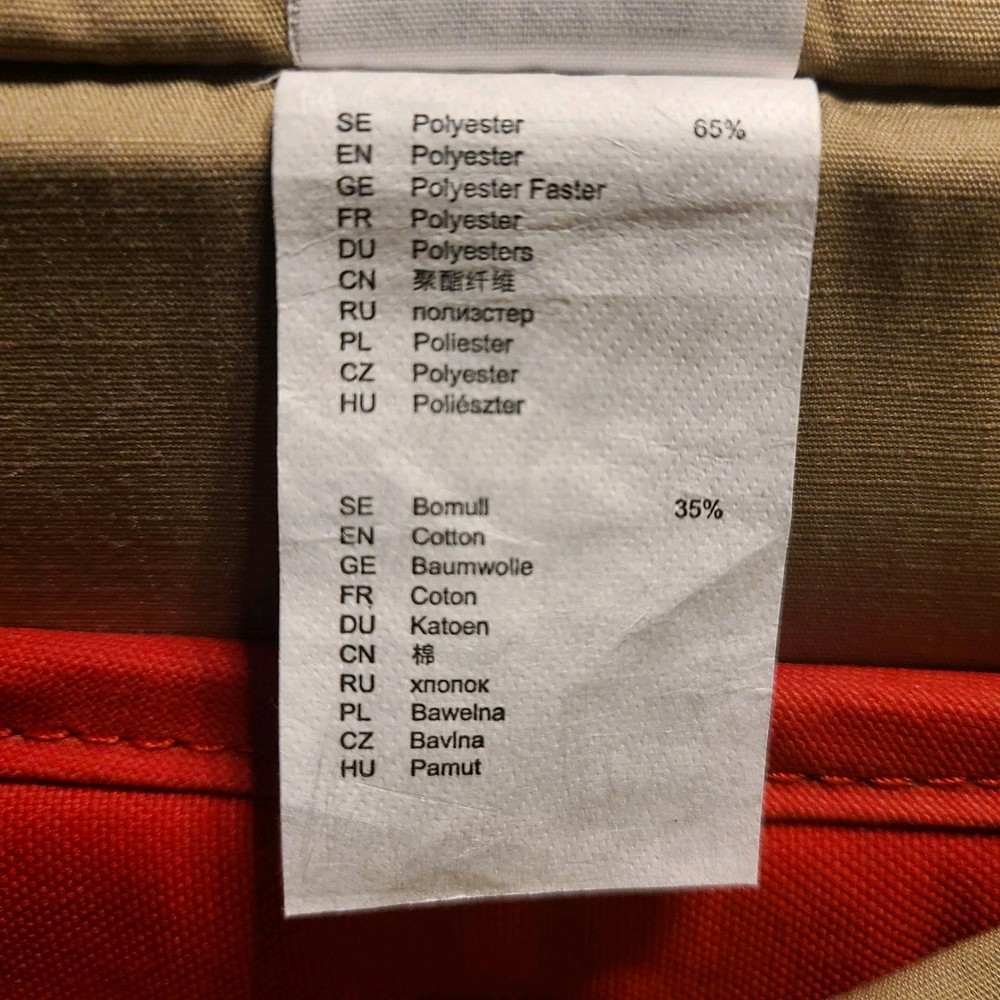 SE Polyester 65%
EN Polyester
GE Polyester Faster
FR Polyester
DU Polyesters
CN 聚酯纤维
RU полизстер
PL Poliester
CZ Polyester
HU Poliészter
SE Bomull 35%
EN Cotton
GE Baumwolle
FR Coton
DU Katoen
CN 棉
RU хпопок
PL Bawelna
CZ Bavlna
HU Pamut